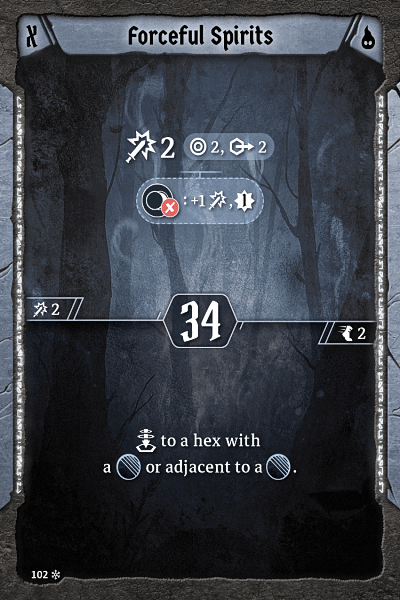 X
Forceful Spirits
2 2, 2
: +1 ,
2
34
2
to a hex with
a or adjacent to a .
102